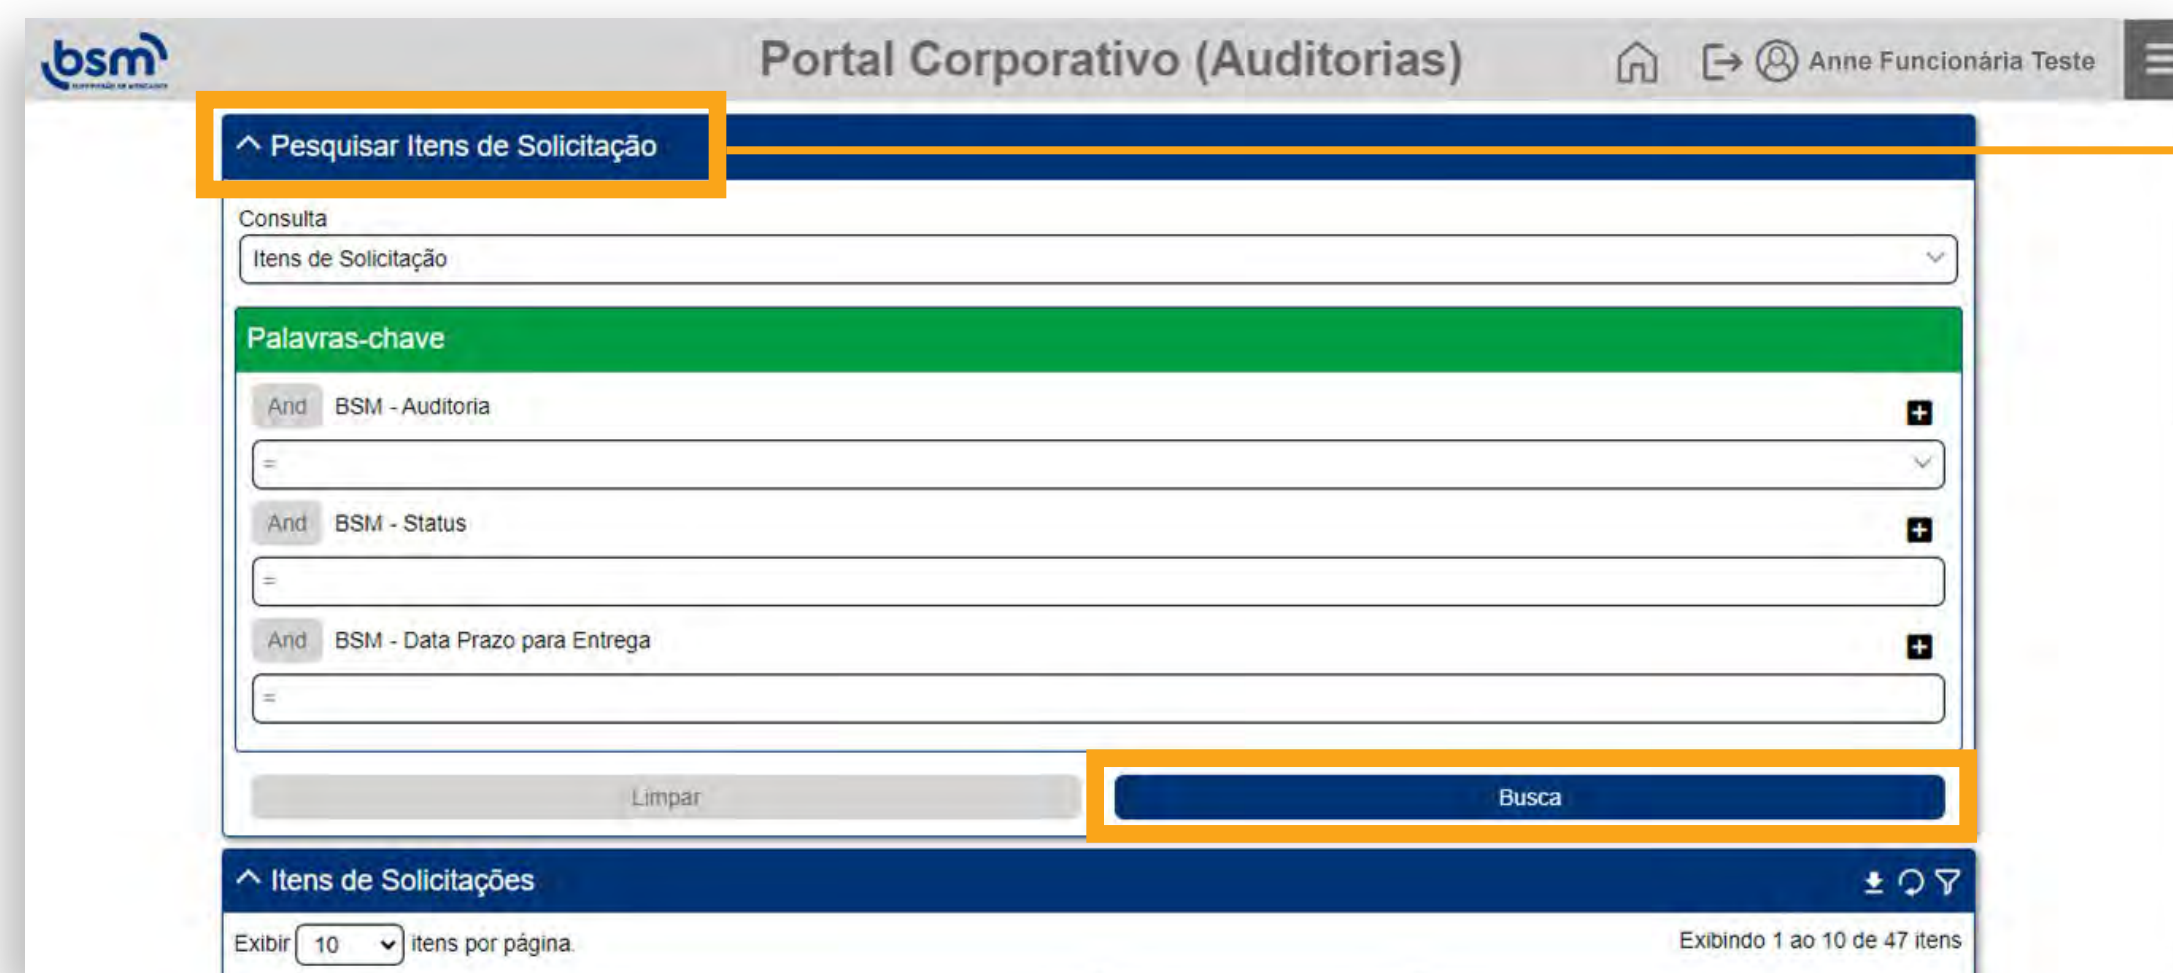 bsm
Portal Corporativo (Auditorias)
Anne Funcionária Teste
Pesquisar Itens de Solicitação
Consulta
Itens de Solicitação
Palavras-chave
And BSM - Auditoria
=
And BSM - Status
=
And BSM - Data Prazo para Entrega
=
Limpar Busca
Itens de Solicitações
Exibir 10 itens por página. Exibindo 1 ao 10 de 47 itens